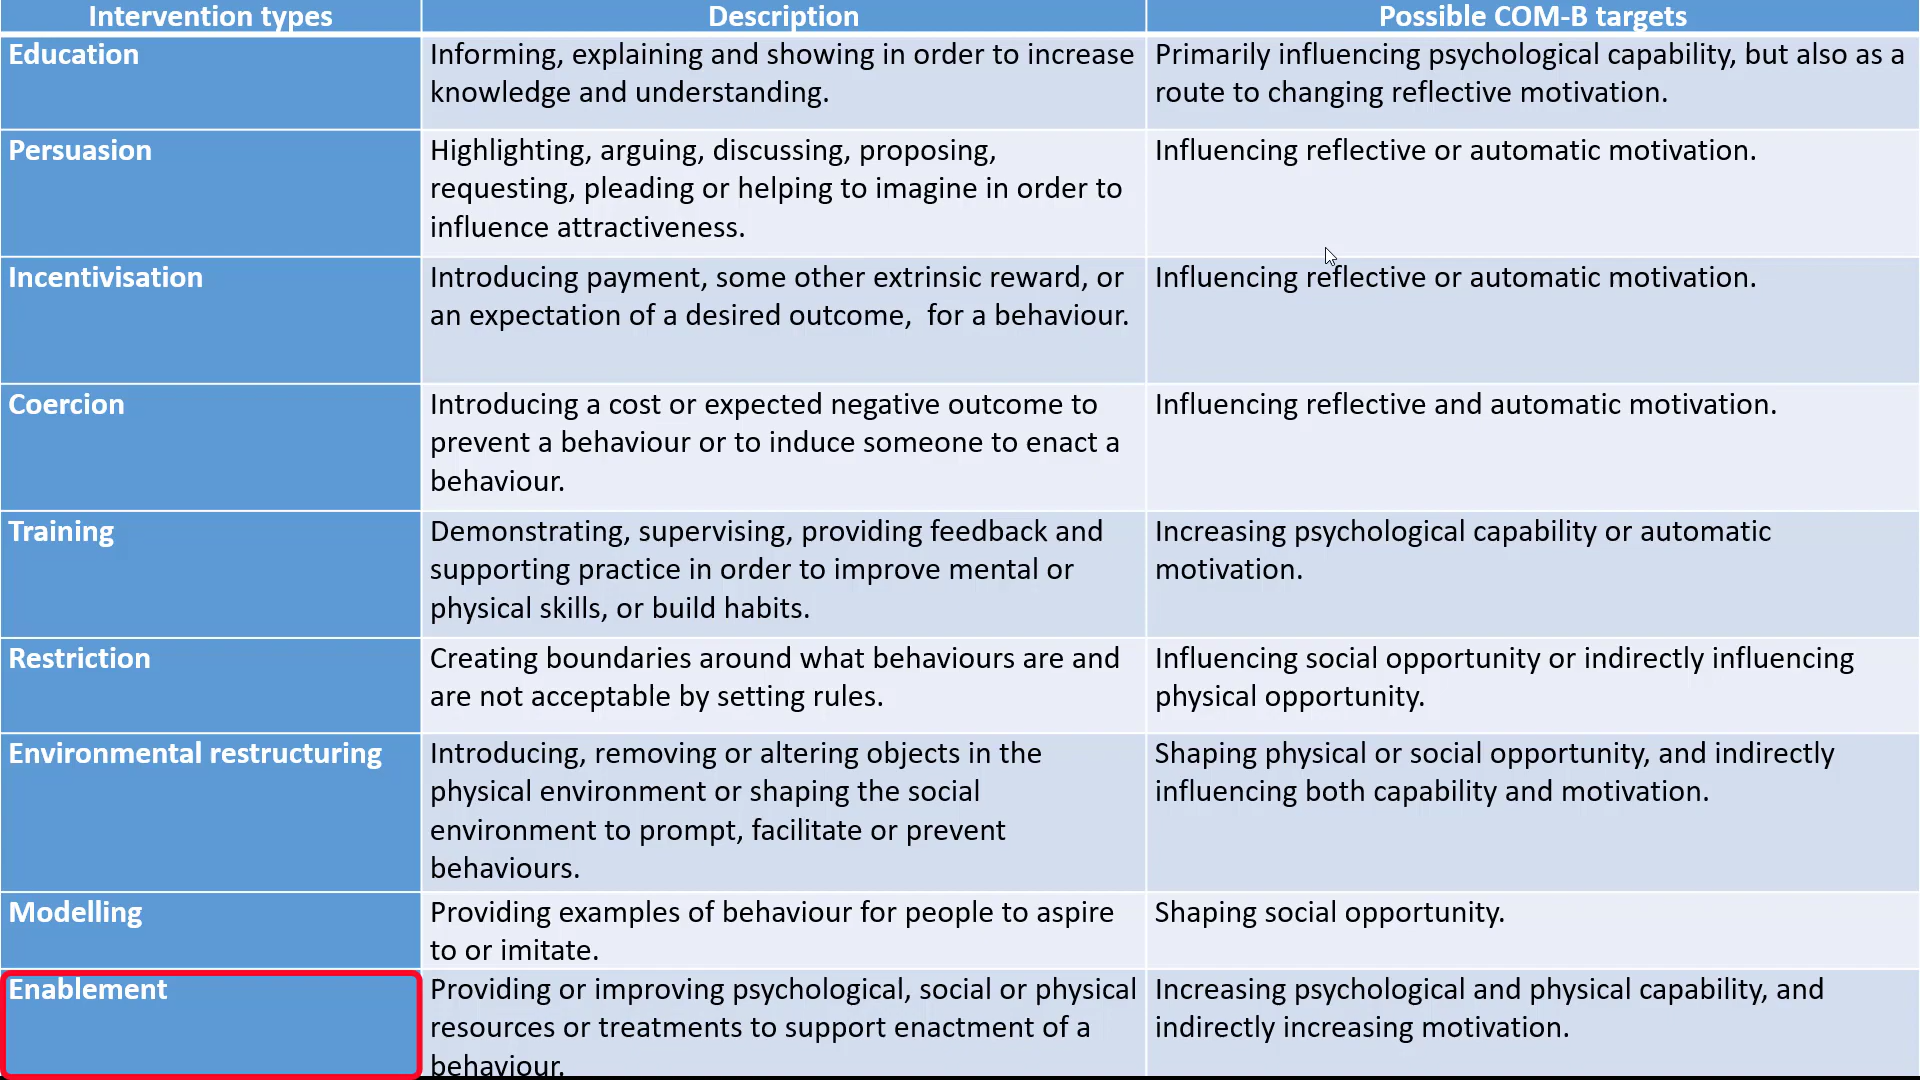 Intervention types
Description
Possible COM-B targets
Education
Informing, explaining and showing in order to increase
knowledge and understanding.
Primarily influencing psychological capability, but also as a
route to changing reflective motivation.
Persuasion
Highlighting, arguing, discussing, proposing,
requesting, pleading or helping to imagine in order to
influence attractiveness.
Influencing reflective or automatic motivation.
Incentivisation
Introducing payment, some other extrinsic reward, or
an expectation of a desired outcome,  for a behaviour.
Influencing reflective or automatic motivation.
Coercion
Introducing a cost or expected negative outcome to
prevent a behaviour or to induce someone to enact a
behaviour.
Influencing reflective and automatic motivation.
Training
Demonstrating, supervising, providing feedback and
supporting practice in order to improve mental or
physical skills, or build habits.
Increasing psychological capability or automatic
motivation.
Restriction
Creating boundaries around what behaviours are and
are not acceptable by setting rules.
Influencing social opportunity or indirectly influencing
physical opportunity.
Environmental restructuring
Introducing, removing or altering objects in the
physical environment or shaping the social
environment to prompt, facilitate or prevent
behaviours.
Shaping physical or social opportunity, and indirectly
influencing both capability and motivation.
Modelling
Providing examples of behaviour for people to aspire
to or imitate.
Shaping social opportunity.
Enablement
Providing or improving psychological, social or physical
resources or treatments to support enactment of a
behaviour.
Increasing psychological and physical capability, and
indirectly increasing motivation.